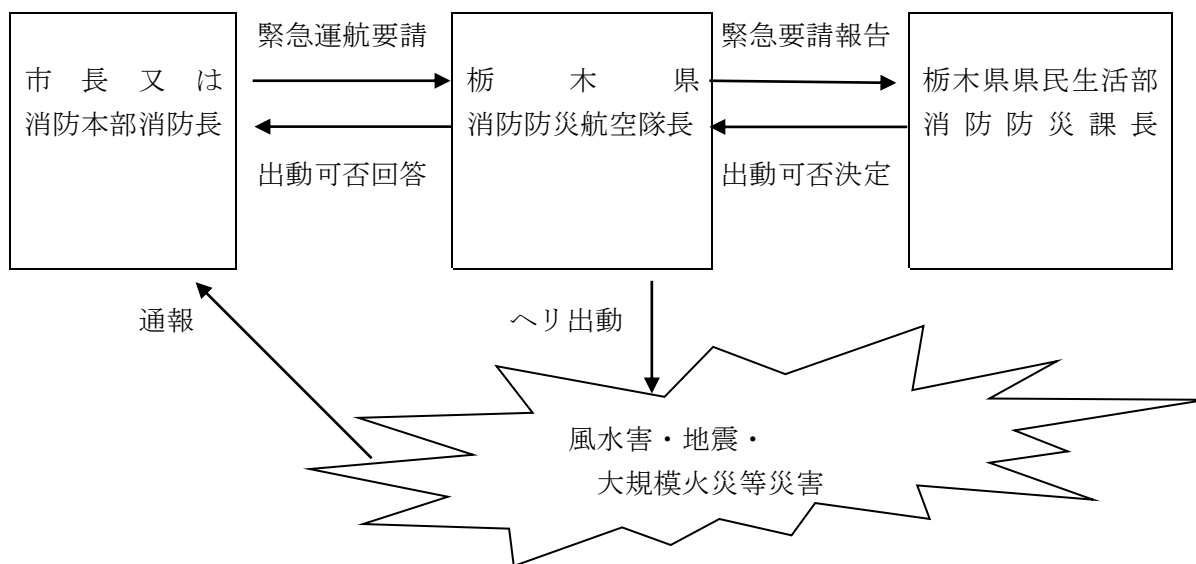 緊急運航要請
緊急要請報告
市長又は
消防本部消防長
栃木県
消防防災航空隊長
栃木県県民生活部
消防防災課長
出動可否回答
出動可否決定
通報
ヘリ出動
風水害・地震・
大規模火災等災害